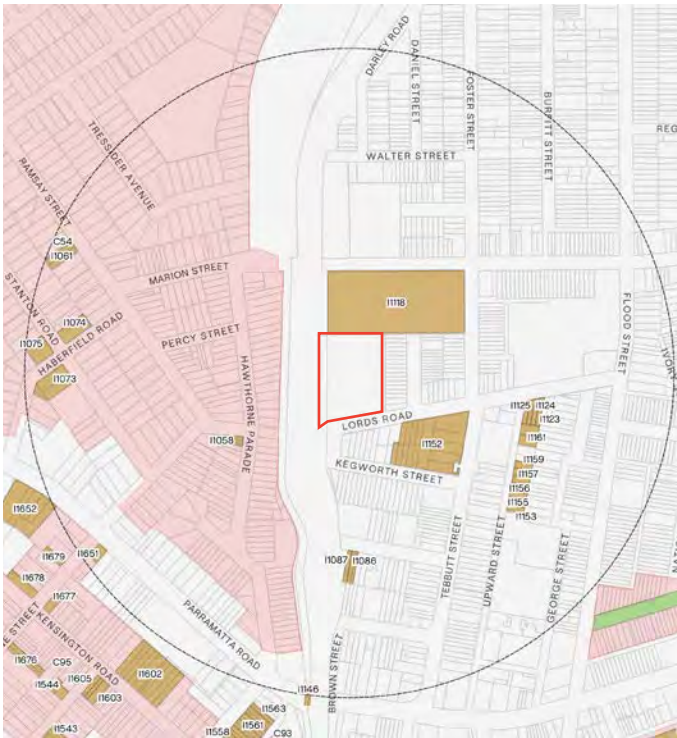 DARLEY ROAD
DANIEL STREET
FOSTER STREET
BURFITT STREET
REG
WALTER STREET
TRESSIDER AVENUE
RAMSAY STREET
C54
I1061
MARION STREET
STANTON ROAD
I1074
HABERFIELD ROAD
I1075
I1073
PERCY STREET
HAWTHORNE PARADE
I1118
FLOOD STREET
IVORY
LORDS ROAD
I1125
I1124
I1123
I1161
I1058
I1152
KEGWORTH STREET
I1159
I1157
I1156
I1155
I1153
I1652
I1679
I1651
I1678
I1677
I1087
I1086
TEBBUTT STREET
UPWARD STREET
GEORGE STREET
NATIO
PARRAMATTA ROAD
KENSINGTON ROAD
STREET
I1676
C95
I1605
I1544
I1603
I1602
BROWN STREET
I1146
I1563
I1543
I1558
I1561
C93